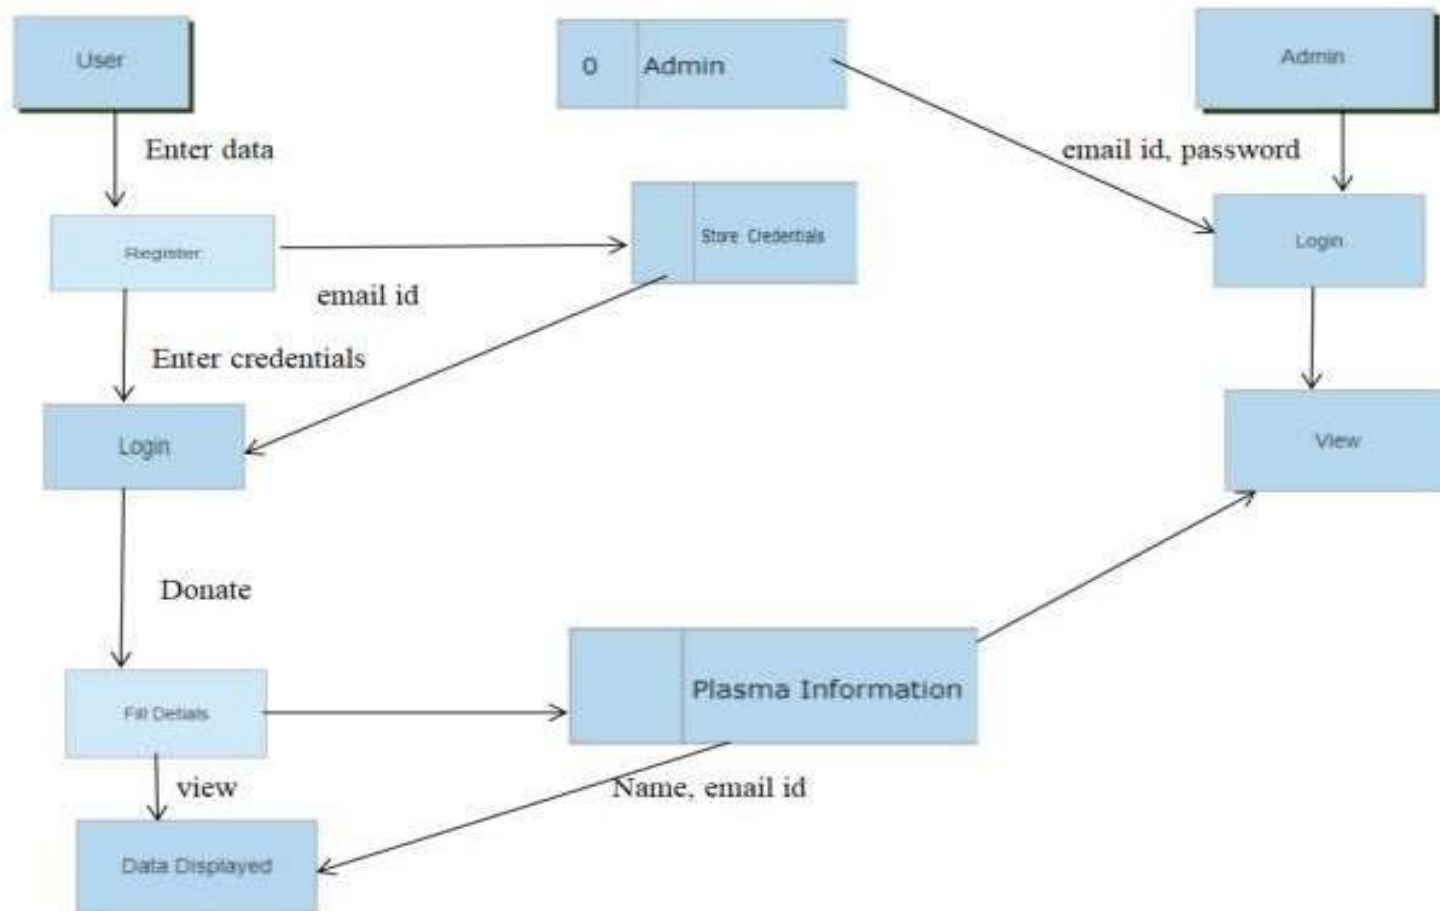 User
0 Admin
Admin
Enter data
email id, password
Register
Store Credentials
Login
email id
Enter credentials
Login
View
Donate
Fill Detials
Plasma Information
view
Name, email id
Data Displayed